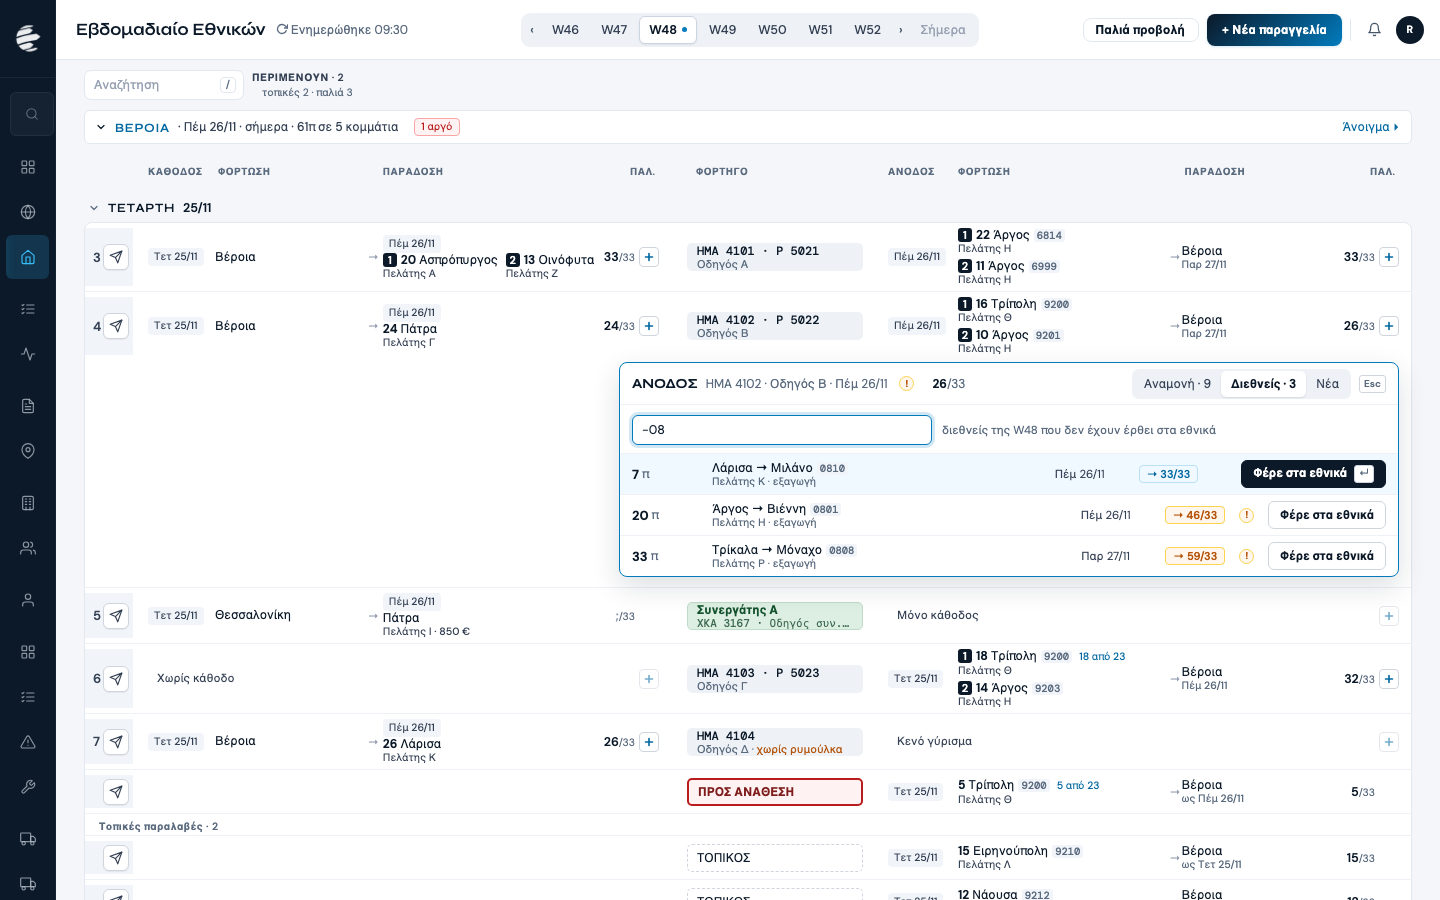 Εβδομαδιαίο Εθνικών Ενημερώθηκε 09:30 ‹ W46 W47 W48 W49 W50 W51 W52 › Σήμερα Παλιά προβολή + Νέα παραγγελία R
Αναζήτηση / ΠΕΡΙΜΕΝΟΥΝ · 2
τοπικές 2 · παλιά 3
ΒΕΡΟΙΑ · Πέμ 26/11 · σήμερα · 61π σε 5 κομμάτια 1 αργό Άνοιγμα
ΚΑΘΟΔΟΣ ΦΟΡΤΩΣΗ ΠΑΡΑΔΟΣΗ ΠΑΛ. ΦΟΡΤΗΓΟ ΑΝΟΔΟΣ ΦΟΡΤΩΣΗ ΠΑΡΑΔΟΣΗ ΠΑΛ.
ΤΕΤΑΡΤΗ 25/11
3 Τετ 25/11 Βέροια → Πέμ 26/11
1 20 Ασπρόπυργος 2 13 Οινόφυτα 33/33 +
Πελάτης Α Πελάτης Ζ
ΗΜΑ 4101 · Ρ 5021
Οδηγός Α
Πέμ 26/11 1 22 Άργος 6814
Πελάτης Η
2 11 Άργος 6999
Πελάτης Η
→ Βέροια
Παρ 27/11
33/33 +
4 Τετ 25/11 Βέροια → Πέμ 26/11
24 Πάτρα 24/33 +
Πελάτης Γ
ΗΜΑ 4102 · Ρ 5022
Οδηγός Β
Πέμ 26/11 1 16 Τρίπολη 9200
Πελάτης Θ
2 10 Άργος 9201
Πελάτης Η
→ Βέροια
Παρ 27/11
26/33 +
ΑΝΟΔΟΣ ΗΜΑ 4102 · Οδηγός Β · Πέμ 26/11 ! 26/33 Αναμονή · 9 Διεθνείς · 3 Νέα Esc
-08 διεθνείς της W48 που δεν έχουν έρθει στα εθνικά
7 π Λάρισα → Μιλάνο 0810 Πέμ 26/11 → 33/33 Φέρε στα εθνικά ↵
Πελάτης Κ · εξαγωγή
20 π Άργος → Βιέννη 0801 Πέμ 26/11 → 46/33 ! Φέρε στα εθνικά
Πελάτης Η · εξαγωγή
33 π Τρίκαλα → Μόναχο 0808 Παρ 27/11 → 59/33 ! Φέρε στα εθνικά
Πελάτης Ρ · εξαγωγή
5 Τετ 25/11 Θεσσαλονίκη → Πέμ 26/11
Πάτρα /33
Πελάτης Ι · 850 €
Συνεργάτης Α
ΧΚΑ 3167 · Οδηγός συν.…
Μόνο κάθοδος +
6 Χωρίς κάθοδο +
ΗΜΑ 4103 · Ρ 5023
Οδηγός Γ
Τετ 25/11 1 18 Τρίπολη 9200 18 από 23
Πελάτης Θ
2 14 Άργος 9203
Πελάτης Η
→ Βέροια
Πέμ 26/11
32/33 +
7 Τετ 25/11 Βέροια → Πέμ 26/11
26 Λάρισα 26/33 +
Πελάτης Κ
ΗΜΑ 4104
Οδηγός Δ · χωρίς ρυμούλκα
Κενό γύρισμα +
ΠΡΟΣ ΑΝΑΘΕΣΗ Τετ 25/11 5 Τρίπολη 9200 5 από 23
Πελάτης Θ
→ Βέροια
ως Πέμ 26/11
5/33
Τοπικές παραλαβές · 2
ΤΟΠΙΚΟΣ Τετ 25/11 15 Ειρηνούπολη 9210
Πελάτης Λ
→ Βέροια
ως Τετ 25/11
15/33
12 Νάουσα 9212 Βέροια